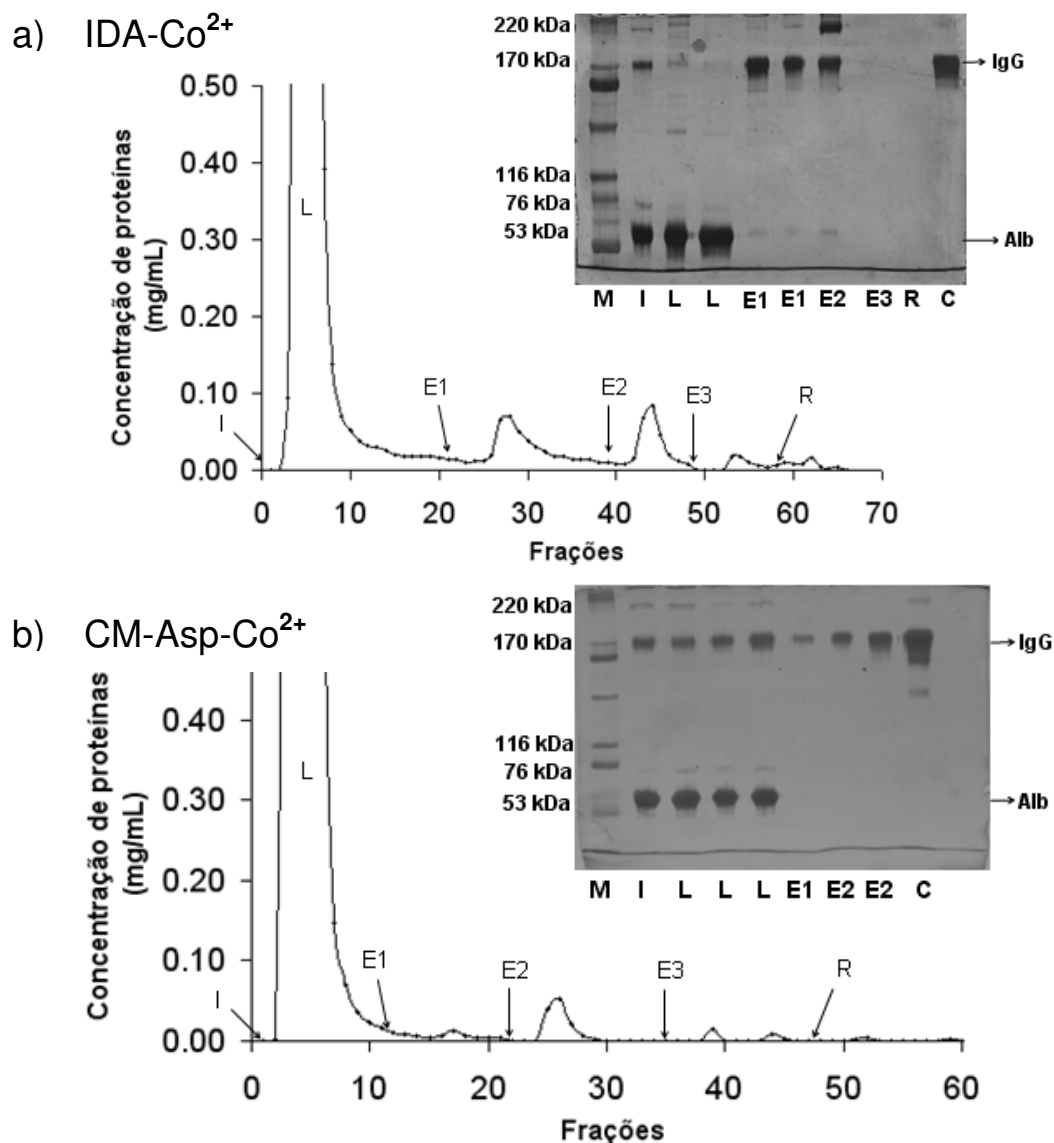 a) IDA-Co²⁺
220 kDa
170 kDa
IgG
116 kDa
76 kDa
53 kDa
Alb
M I L L E1 E1 E2 E3 R C
Concentração de proteínas
(mg/mL)
0.50
0.40
0.30
0.20
0.10
0.00
L
I
E1
E2
E3
R
0 10 20 30 40 50 60 70
Frações
b) CM-Asp-Co²⁺
220 kDa
170 kDa
IgG
116 kDa
76 kDa
53 kDa
Alb
M I L L L E1 E2 E2 C
Concentração de proteínas
(mg/mL)
0.40
0.30
0.20
0.10
0.00
L
I
E1
E2
E3
R
0 10 20 30 40 50 60
Frações